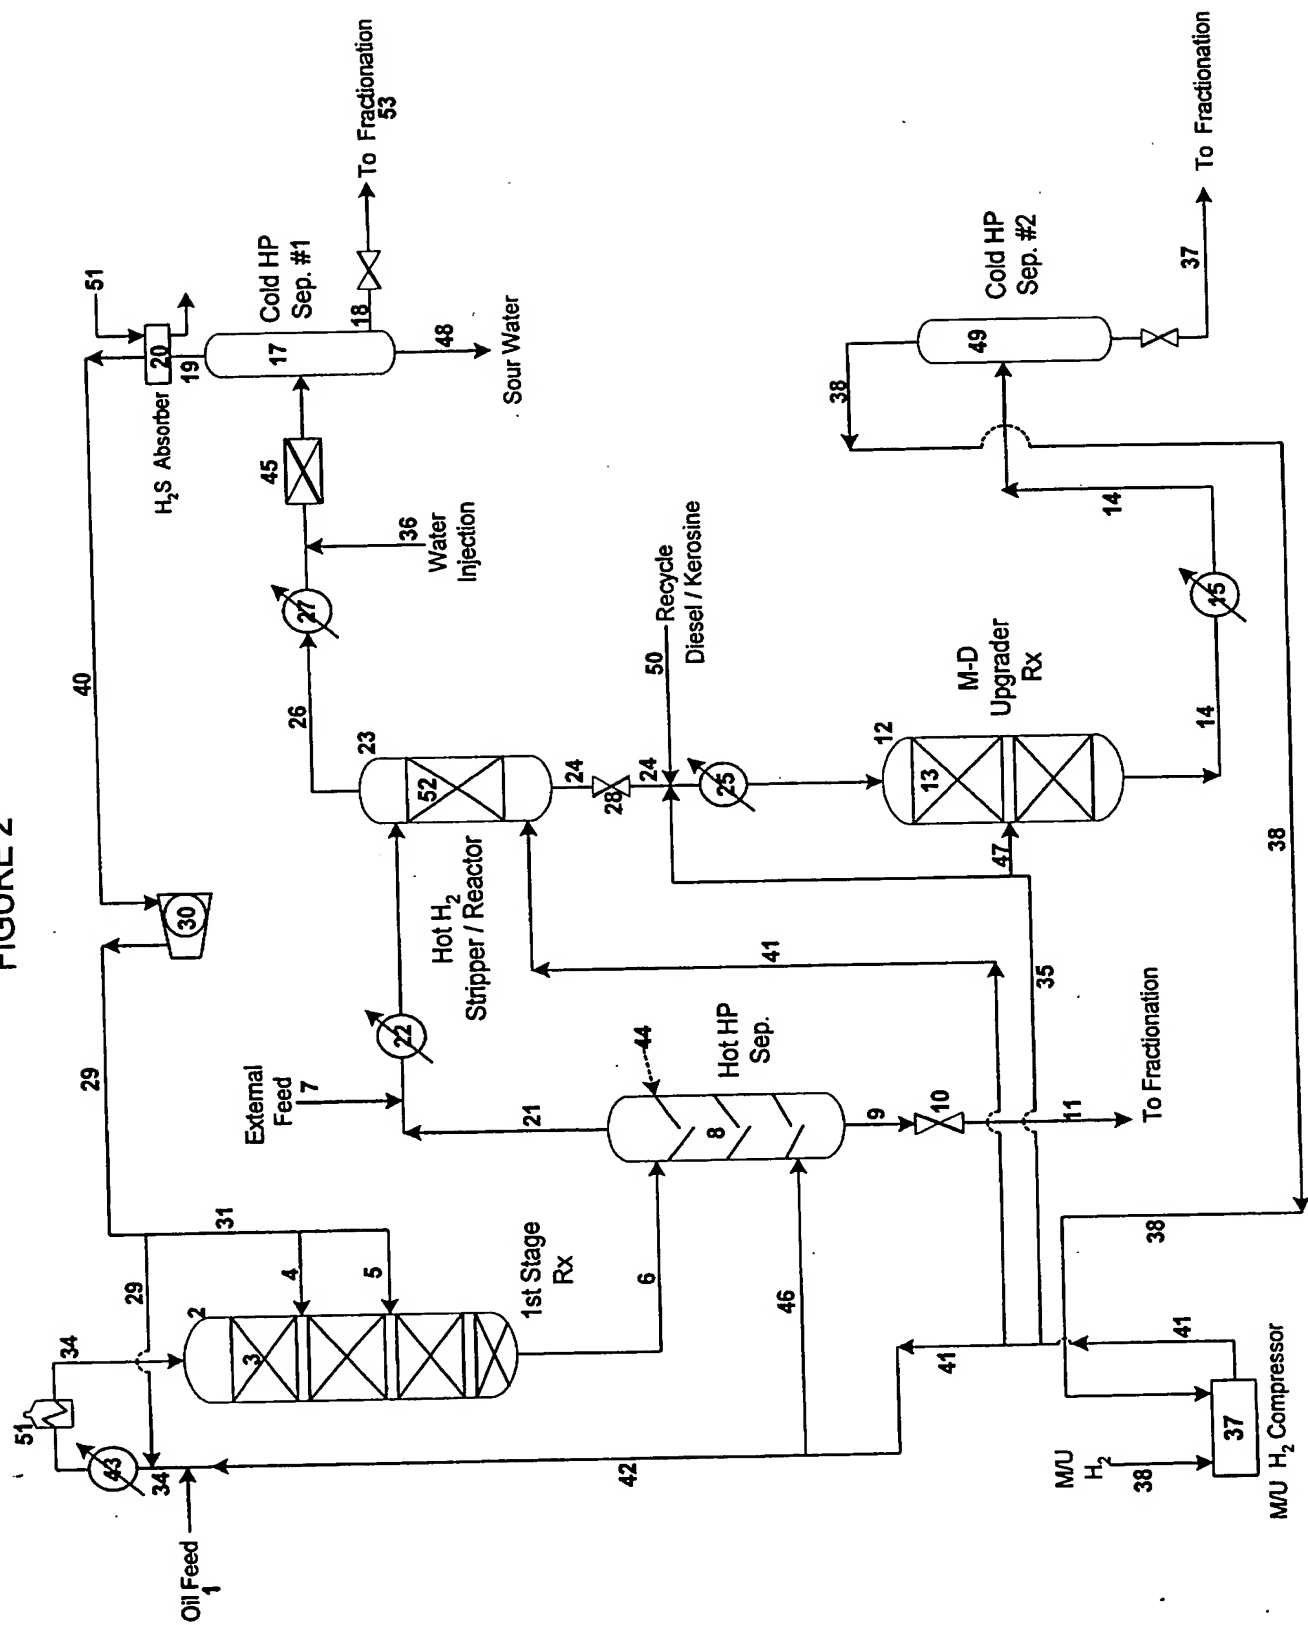 FIGURE 2
51
40
H₂S Absorber
20
19
Cold HP
Sep. #1
17
18
To Fractionation
53
48
Sour Water
45
36
Water
Injection
27
26
30
29
External
Feed
7
22
21
Hot H₂
Stripper / Reactor
23
52
24
28
24
50
Recycle
Diesel / Kerosine
25
M-D
Upgrader
Rx
12
13
47
14
15
14
38
49
Cold HP
Sep. #2
37
To Fractionation
38
41
35
44
Hot HP
Sep.
8
9
10
11
To Fractionation
31
29
4
5
2
3
1st Stage
Rx
6
46
34
51
43
34
Oil Feed
1
42
41
41
38
M/U
H₂
38
37
M/U H₂ Compressor